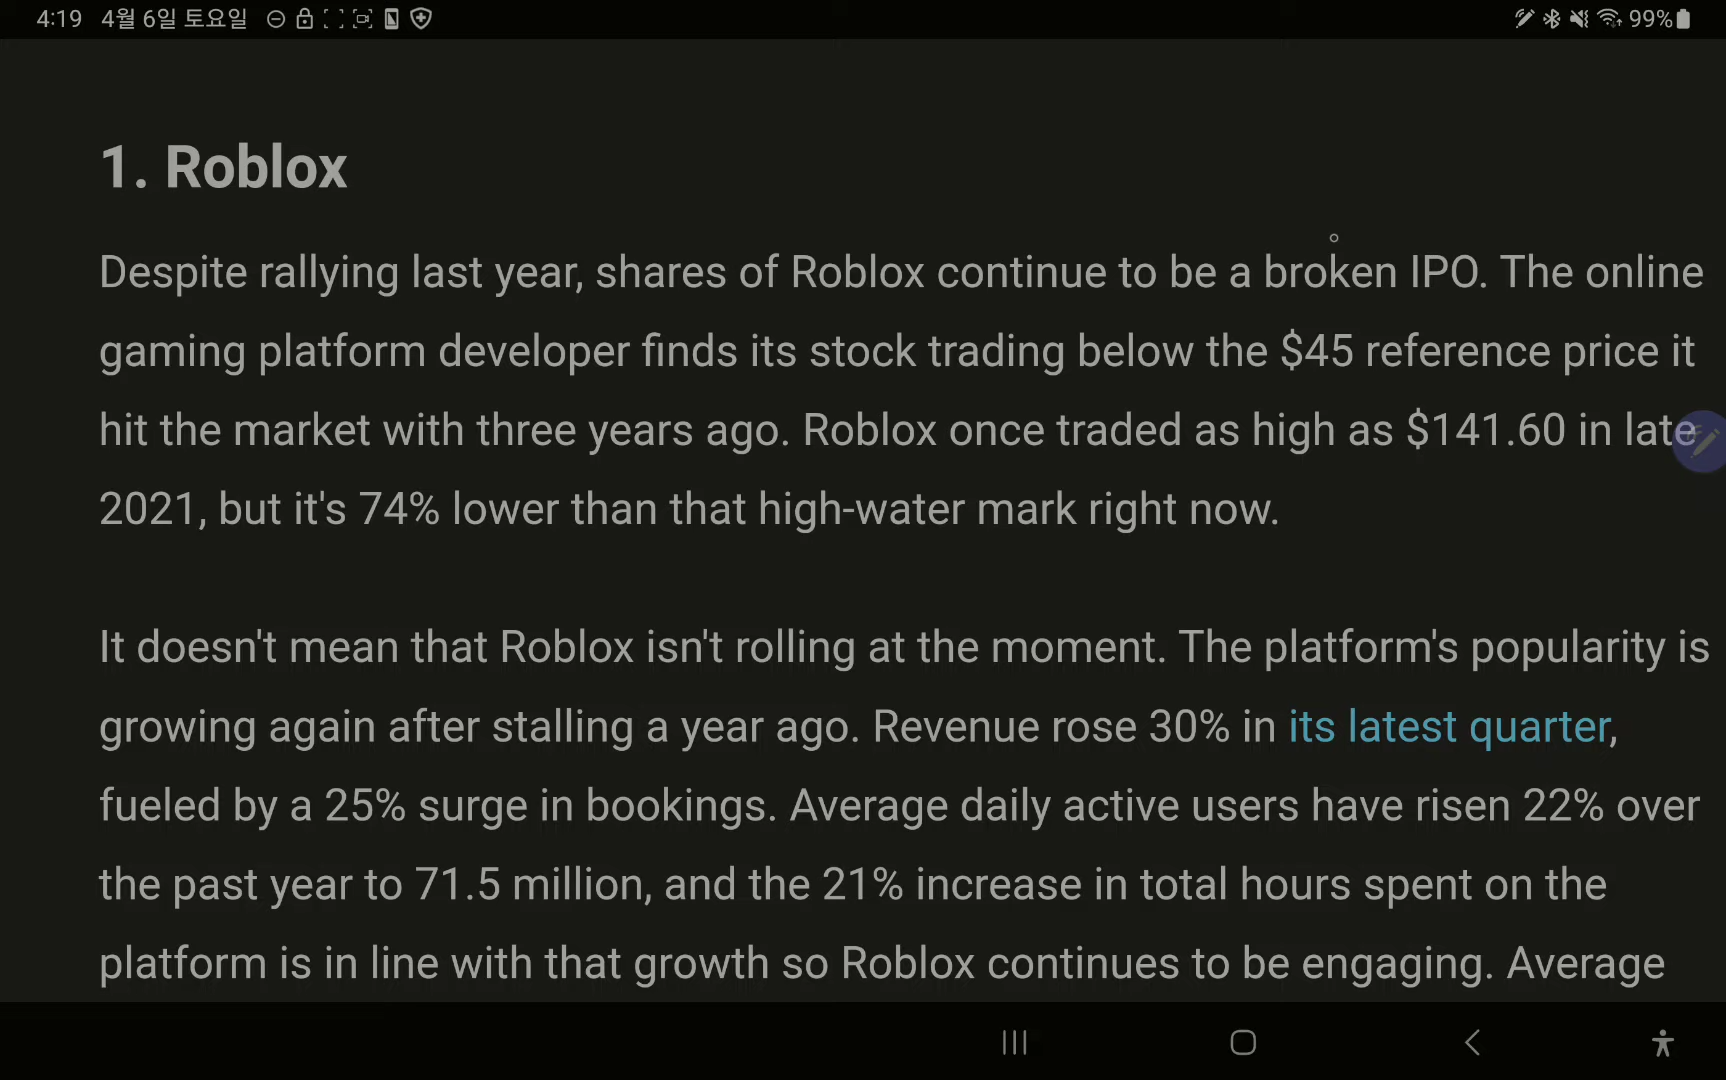 4:19 4월 6일 토요일
99%
1. Roblox
Despite rallying last year, shares of Roblox continue to be a broken IPO. The online
gaming platform developer finds its stock trading below the $45 reference price it
hit the market with three years ago. Roblox once traded as high as $141.60 in late
2021, but it's 74% lower than that high-water mark right now.
It doesn't mean that Roblox isn't rolling at the moment. The platform's popularity is
growing again after stalling a year ago. Revenue rose 30% in its latest quarter,
fueled by a 25% surge in bookings. Average daily active users have risen 22% over
the past year to 71.5 million, and the 21% increase in total hours spent on the
platform is in line with that growth so Roblox continues to be engaging. Average